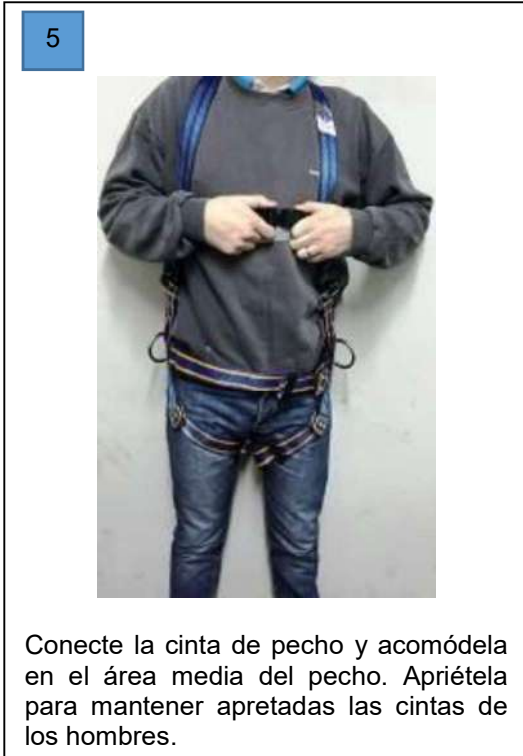 5
Conecte la cinta de pecho y acomódela
en el área media del pecho. Apriétela
para mantener apretadas las cintas de
los hombres.